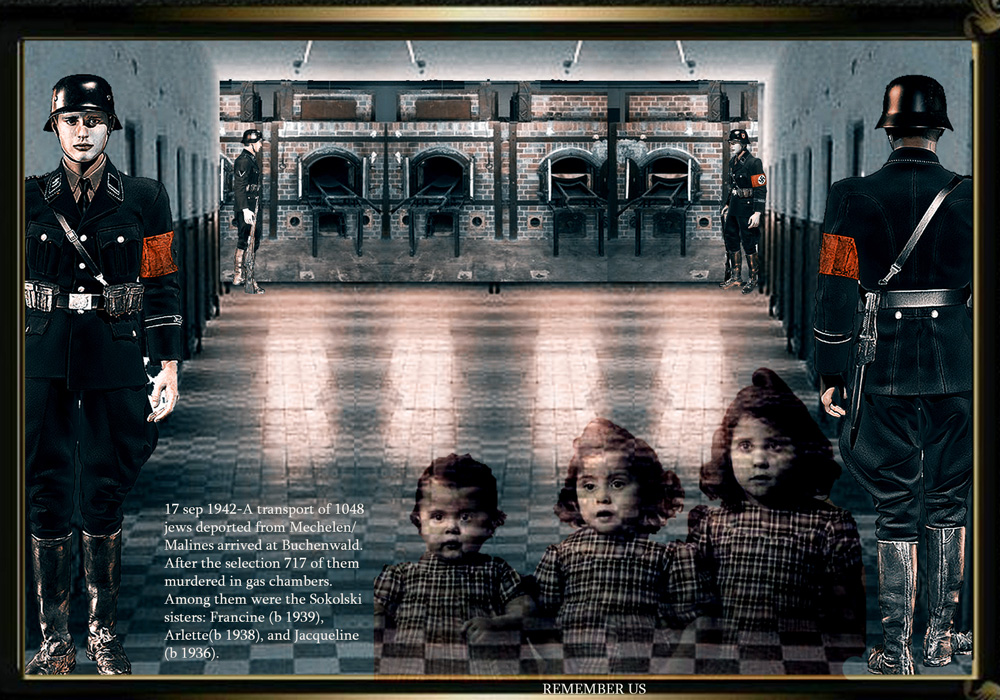 17 sep 1942-A transport of 1048
jews deported from Mechelen/
Malines arrived at Buchenwald.
After the selection 717 of them
murdered in gas chambers.
Among them were the Sokolski
sisters: Francine (b 1939),
Arlette(b 1938), and Jacqueline
(b 1936).
REMEMBER US